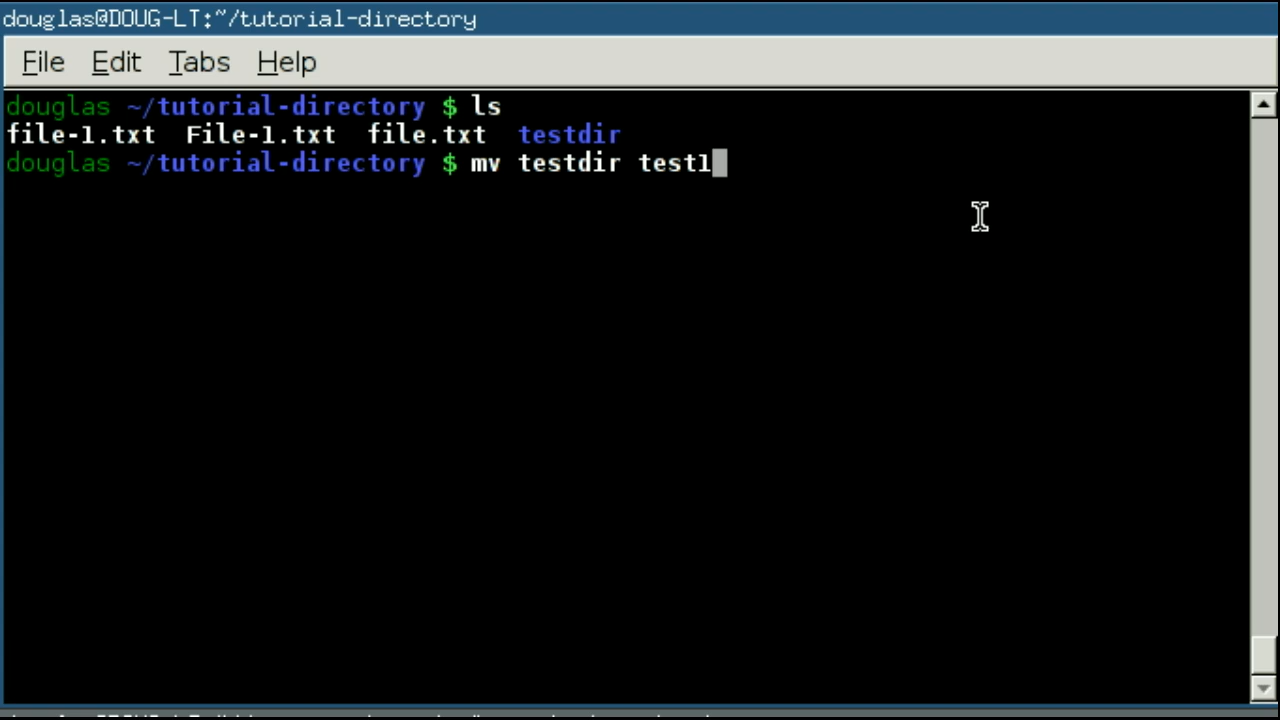 douglas@DOUG-LT:~/tutorial-directory
File Edit Tabs Help
douglas ~/tutorial-directory $ ls
file-1.txt  File-1.txt  file.txt  testdir
douglas ~/tutorial-directory $ mv testdir test1